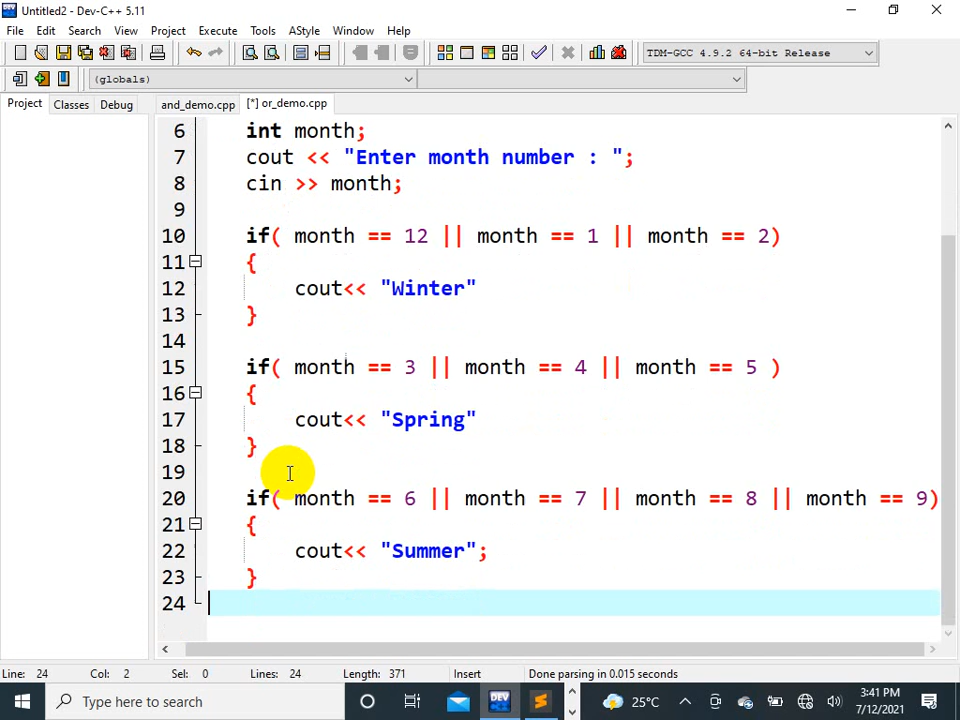 Untitled2 - Dev-C++ 5.11
File Edit Search View Project Execute Tools AStyle Window Help
TDM-GCC 4.9.2 64-bit Release
(globals)
Project Classes Debug and_demo.cpp [*] or_demo.cpp
6 int month;
7 cout << "Enter month number : ";
8 cin >> month;
9
10 if( month == 12 || month == 1 || month == 2)
11 {
12 cout<< "Winter"
13 }
14
15 if( month == 3 || month == 4 || month == 5 )
16 {
17 cout<< "Spring"
18 }
19
20 if( month == 6 || month == 7 || month == 8 || month == 9)
21 {
22 cout<< "Summer";
23 }
24
Line: 24 Col: 2 Sel: 0 Lines: 24 Length: 371 Insert Done parsing in 0.015 seconds
Type here to search DEV 25°C 3:41 PM
7/12/2021